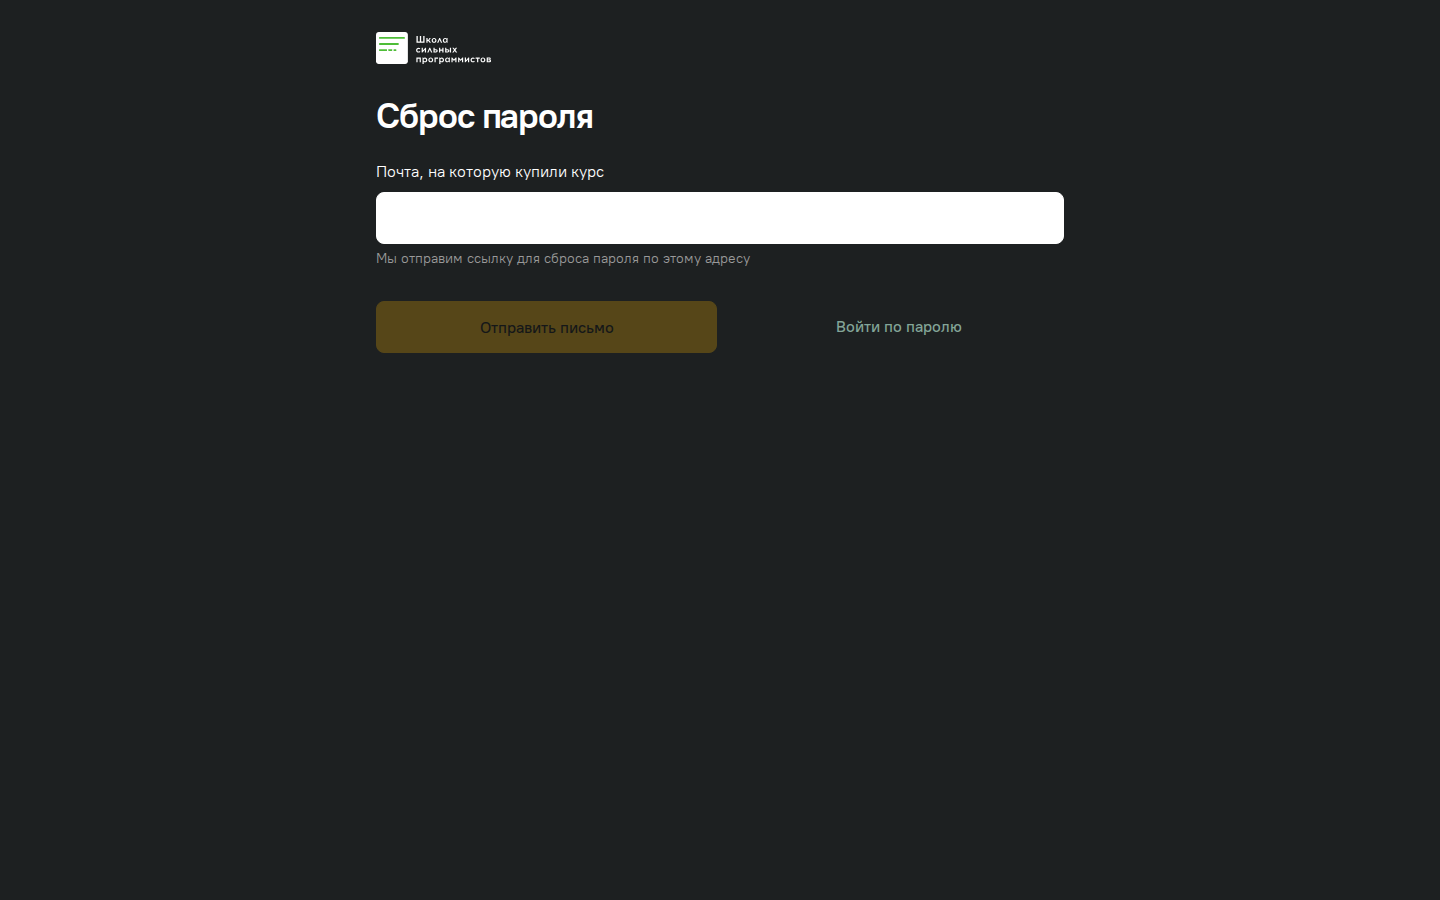 Школа
сильных
программистов
Сброс пароля
Почта, на которую купили курс
Мы отправим ссылку для сброса пароля по этому адресу
Отправить письмо
Войти по паролю